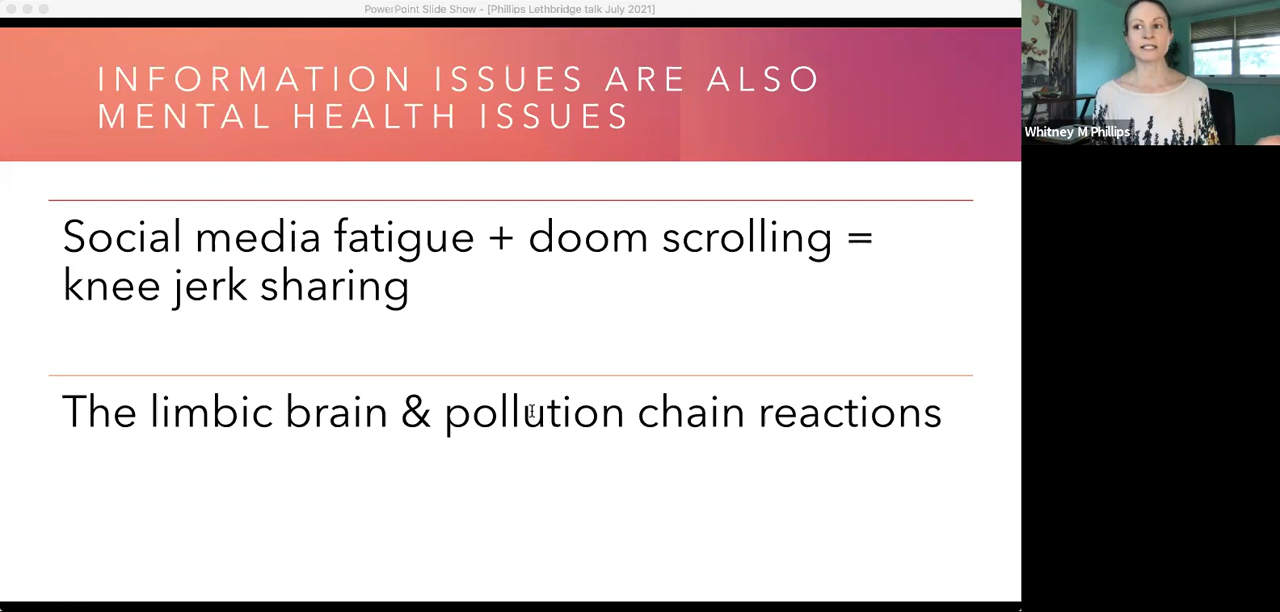 PowerPoint Slide Show - [Phillips Lethbridge talk July 2021]
INFORMATION ISSUES ARE ALSO
MENTAL HEALTH ISSUES
Whitney M Phillips
Social media fatigue + doom scrolling =
knee jerk sharing
The limbic brain & pollution chain reactions